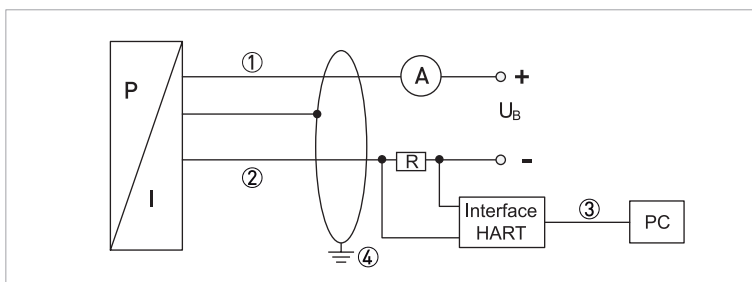 ① A +
P
U_B
I ② R -
Interface HART ③ PC
④